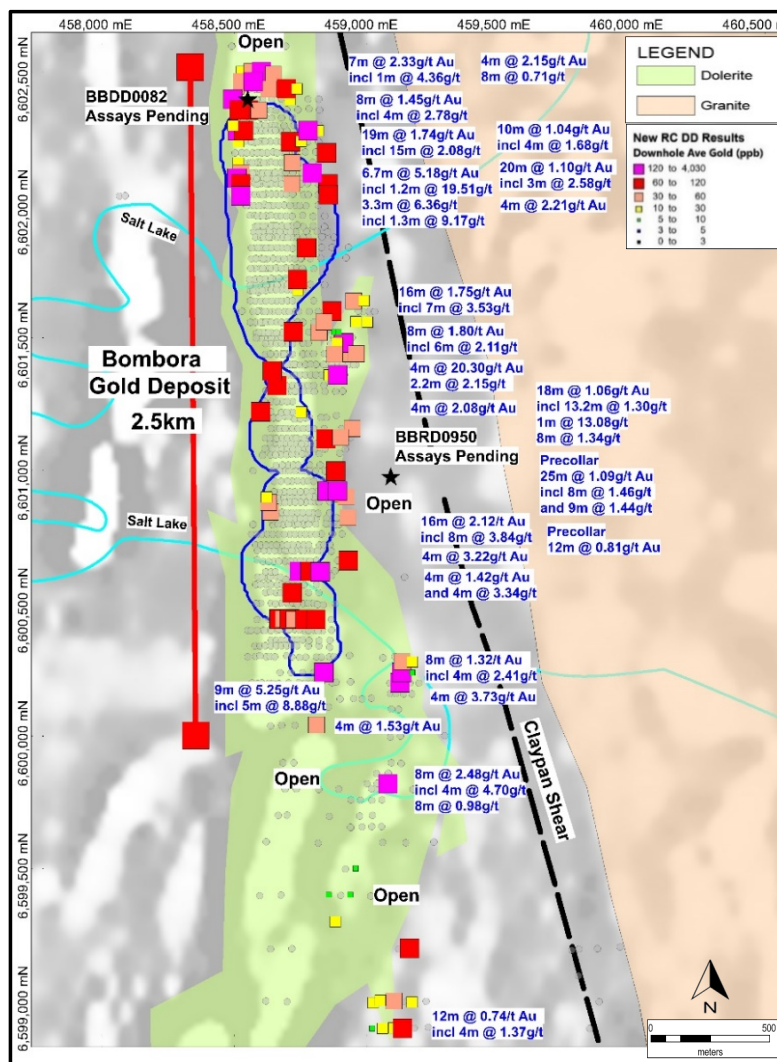 458,000 mE
458,500 mE
459,000 mE
459,500 mE
460,000 mE
460,500 m
6,602,500 mN
6,602,000 mN
6,601,500 mN
6,601,000 mN
6,600,500 mN
6,600,000 mN
6,599,500 mN
6,599,000 mN
Open
BBDD0082
Assays Pending
7m @ 2.33g/t Au
incl 1m @ 4.36g/t
8m @ 1.45g/t Au
incl 4m @ 2.78g/t
19m @ 1.74g/t Au
incl 15m @ 2.08g/t
6.7m @ 5.18g/t Au
incl 1.2m @ 19.51g/t
3.3m @ 6.36g/t
incl 1.3m @ 9.17g/t
4m @ 2.15g/t Au
8m @ 0.71g/t
10m @ 1.04g/t Au
incl 4m @ 1.68g/t
20m @ 1.10g/t Au
incl 3m @ 2.58g/t
4m @ 2.21g/t Au
LEGEND
Dolerite
Granite
New RC DD Results
Downhole Ave Gold (ppb)
120 to 4,030
60 to 120
30 to 60
10 to 30
5 to 10
3 to 5
0 to 3
Salt Lake
Bombora
Gold Deposit
2.5km
16m @ 1.75g/t Au
incl 7m @ 3.53g/t
8m @ 1.80g/t Au
incl 6m @ 2.11g/t
4m @ 20.30g/t Au
2.2m @ 2.15g/t
4m @ 2.08g/t Au
BBRD0950
Assays Pending
Open
18m @ 1.06g/t Au
incl 13.2m @ 1.30g/t
1m @ 13.08g/t
8m @ 1.34g/t
Precollar
25m @ 1.09g/t Au
incl 8m @ 1.46g/t
and 9m @ 1.44g/t
Precollar
12m @ 0.81g/t Au
Salt Lake
16m @ 2.12g/t Au
incl 8m @ 3.84g/t
4m @ 3.22g/t Au
4m @ 1.42g/t Au
and 4m @ 3.34g/t
8m @ 1.32g/t Au
incl 4m @ 2.41g/t
4m @ 3.73g/t Au
9m @ 5.25g/t Au
incl 5m @ 8.88g/t
4m @ 1.53g/t Au
Open
8m @ 2.48g/t Au
incl 4m @ 4.70g/t
8m @ 0.98g/t
Claypan Shear
Open
12m @ 0.74/t Au
incl 4m @ 1.37g/t
N
0
500
meters